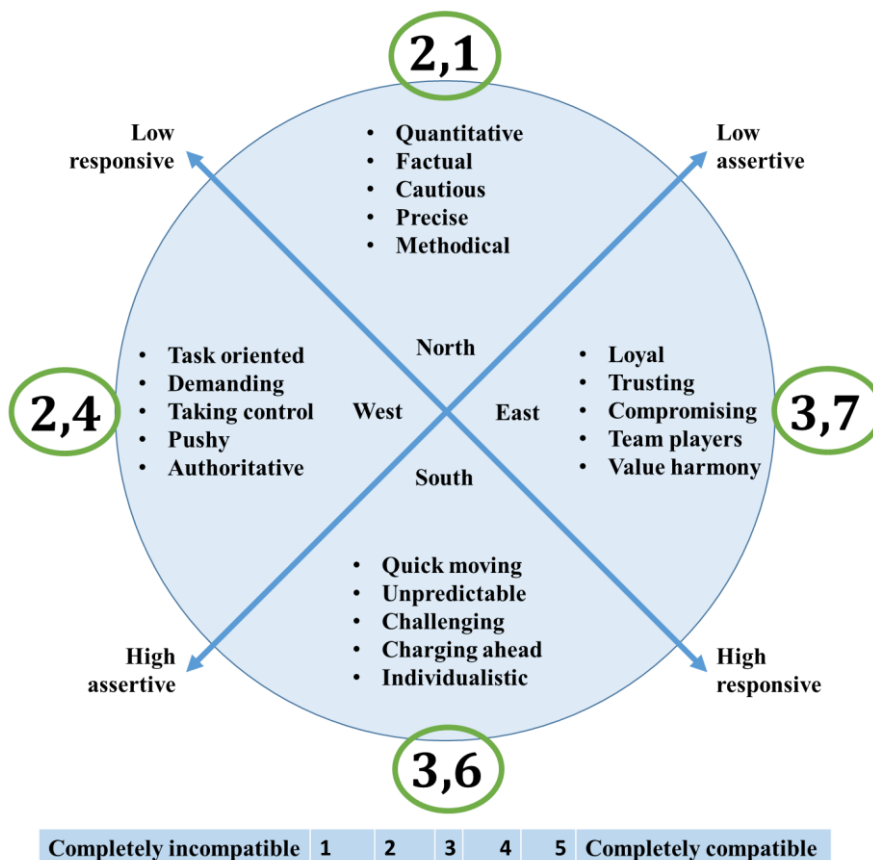 2,1
Low
responsive
Low
assertive
• Quantitative
• Factual
• Cautious
• Precise
• Methodical
North
2,4
• Task oriented
• Demanding
• Taking control
• Pushy
• Authoritative
West
East
• Loyal
• Trusting
• Compromising
• Team players
• Value harmony
3,7
South
• Quick moving
• Unpredictable
• Challenging
• Charging ahead
• Individualistic
High
assertive
High
responsive
3,6
Completely incompatible 1 2 3 4 5 Completely compatible